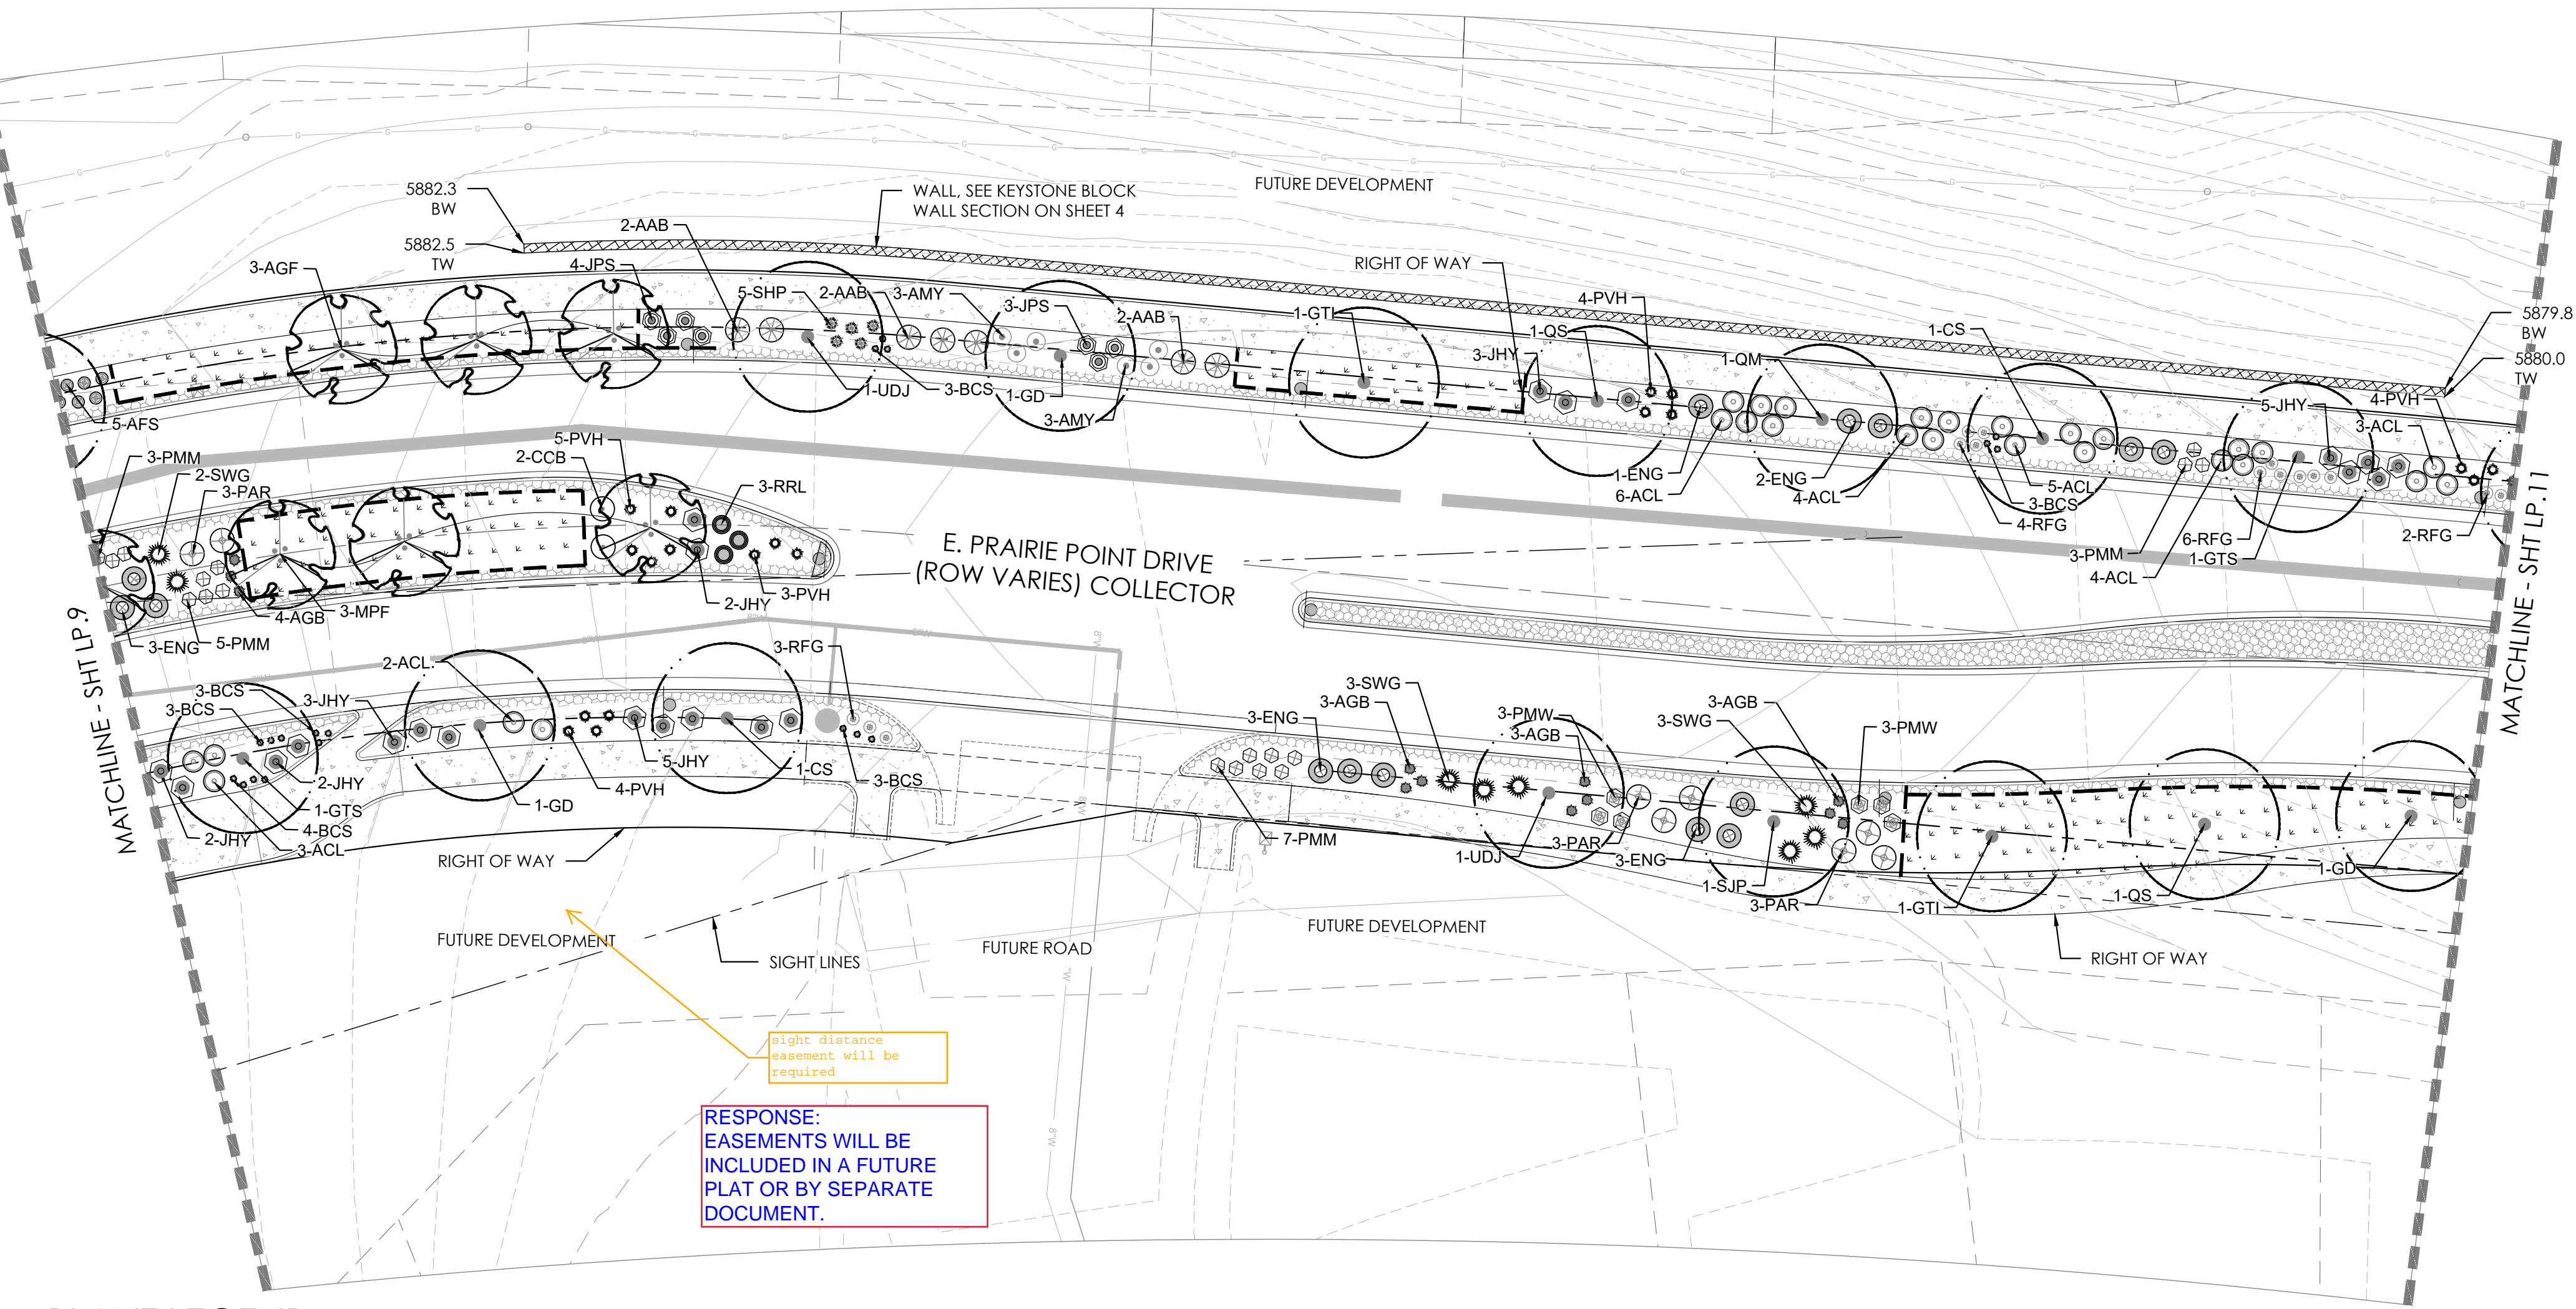 5882.3
BW
5882.5
TW
WALL, SEE KEYSTONE BLOCK
WALL SECTION ON SHEET 4
FUTURE DEVELOPMENT
2-AAB
3-AGF
4-JPS
5-SHP
2-AAB
3-AMY
3-JPS
2-AAB
RIGHT OF WAY
1-GTI
4-PVH
1-QS
3-JHY
1-QM
1-CS
5879.8
BW
5880.0
TW
5-JHY
4-PVH
3-ACL
5-AFS
1-UDJ
3-BCS
1-GD
3-AMY
1-ENG
6-ACL
2-ENG
4-ACL
5-ACL
3-BCS
4-RFG
3-PMM
4-ACL
6-RFG
1-GTS
2-RFG
3-PMM
2-SWG
3-PAR
5-PVH
2-CCB
3-RRL
3-ENG
5-PMM
4-AGB
3-MPF
2-JHY
3-PVH
E. PRAIRIE POINT DRIVE
(ROW VARIES) COLLECTOR
MATCHLINE - SHT LP.9
MATCHLINE - SHT LP.11
3-BCS
3-BCS
3-JHY
2-ACL
3-RFG
2-JHY
1-GTS
4-BCS
3-ACL
2-JHY
1-GD
4-PVH
5-JHY
1-CS
3-BCS
3-ENG
3-SWG
3-AGB
3-PMW
3-AGB
3-SWG
3-AGB
3-PMW
7-PMM
1-UDJ
3-PAR
3-ENG
1-SJP
3-PAR
1-GTI
1-QS
1-GD
RIGHT OF WAY
FUTURE DEVELOPMENT
SIGHT LINES
FUTURE ROAD
FUTURE DEVELOPMENT
RIGHT OF WAY
8"W
8"W
8"W
sight distance
easement will be
required
RESPONSE:
EASEMENTS WILL BE
INCLUDED IN A FUTURE
PLAT OR BY SEPARATE
DOCUMENT.